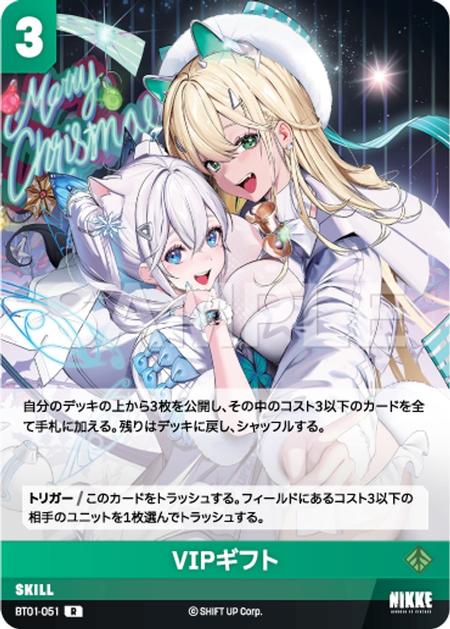 3
Merry
Christmas
SAMPLE
自分のデッキの上から3枚を公開し、その中のコスト3以下のカードを全
て手札に加える。残りはデッキに戻し、シャッフルする。
トリガー / このカードをトラッシュする。フィールドにあるコスト3以下の
相手のユニットを1枚選んでトラッシュする。
VIPギフト
SKILL
BT01-051 R
© SHIFT UP Corp.
NIKKE